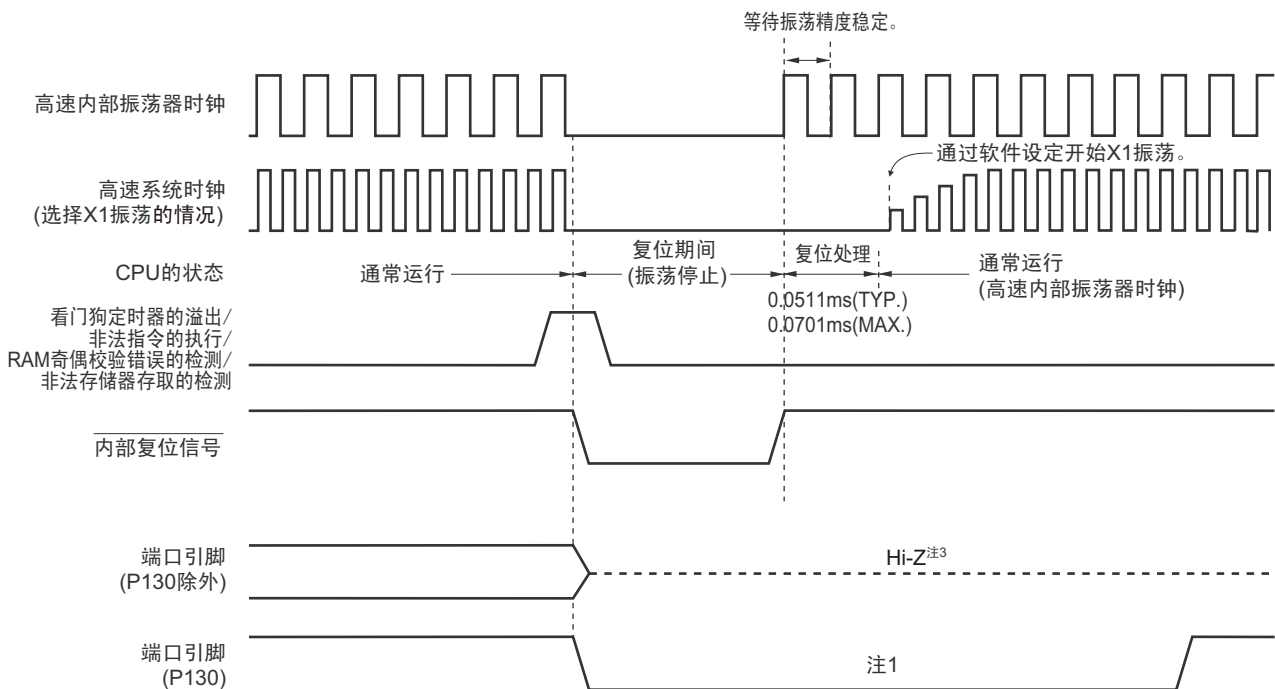 等待振荡精度稳定。
高速内部振荡器时钟
通过软件设定开始X1振荡。
高速系统时钟
(选择X1振荡的情况)
CPU的状态
通常运行
复位期间
(振荡停止)
复位处理
0.0511ms(TYP.)
0.0701ms(MAX.)
通常运行
(高速内部振荡器时钟)
看门狗定时器的溢出/
非法指令的执行/
RAM奇偶校验错误的检测/
非法存储器存取的检测
内部复位信号
端口引脚
(P130除外)
Hi-Z注3
端口引脚
(P130)
注1